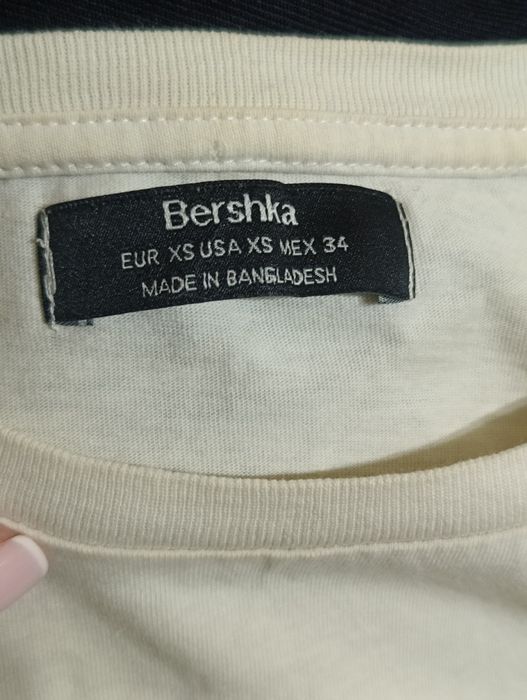 Bershka
EUR XS USA XS MEX 34
MADE IN BANGLADESH